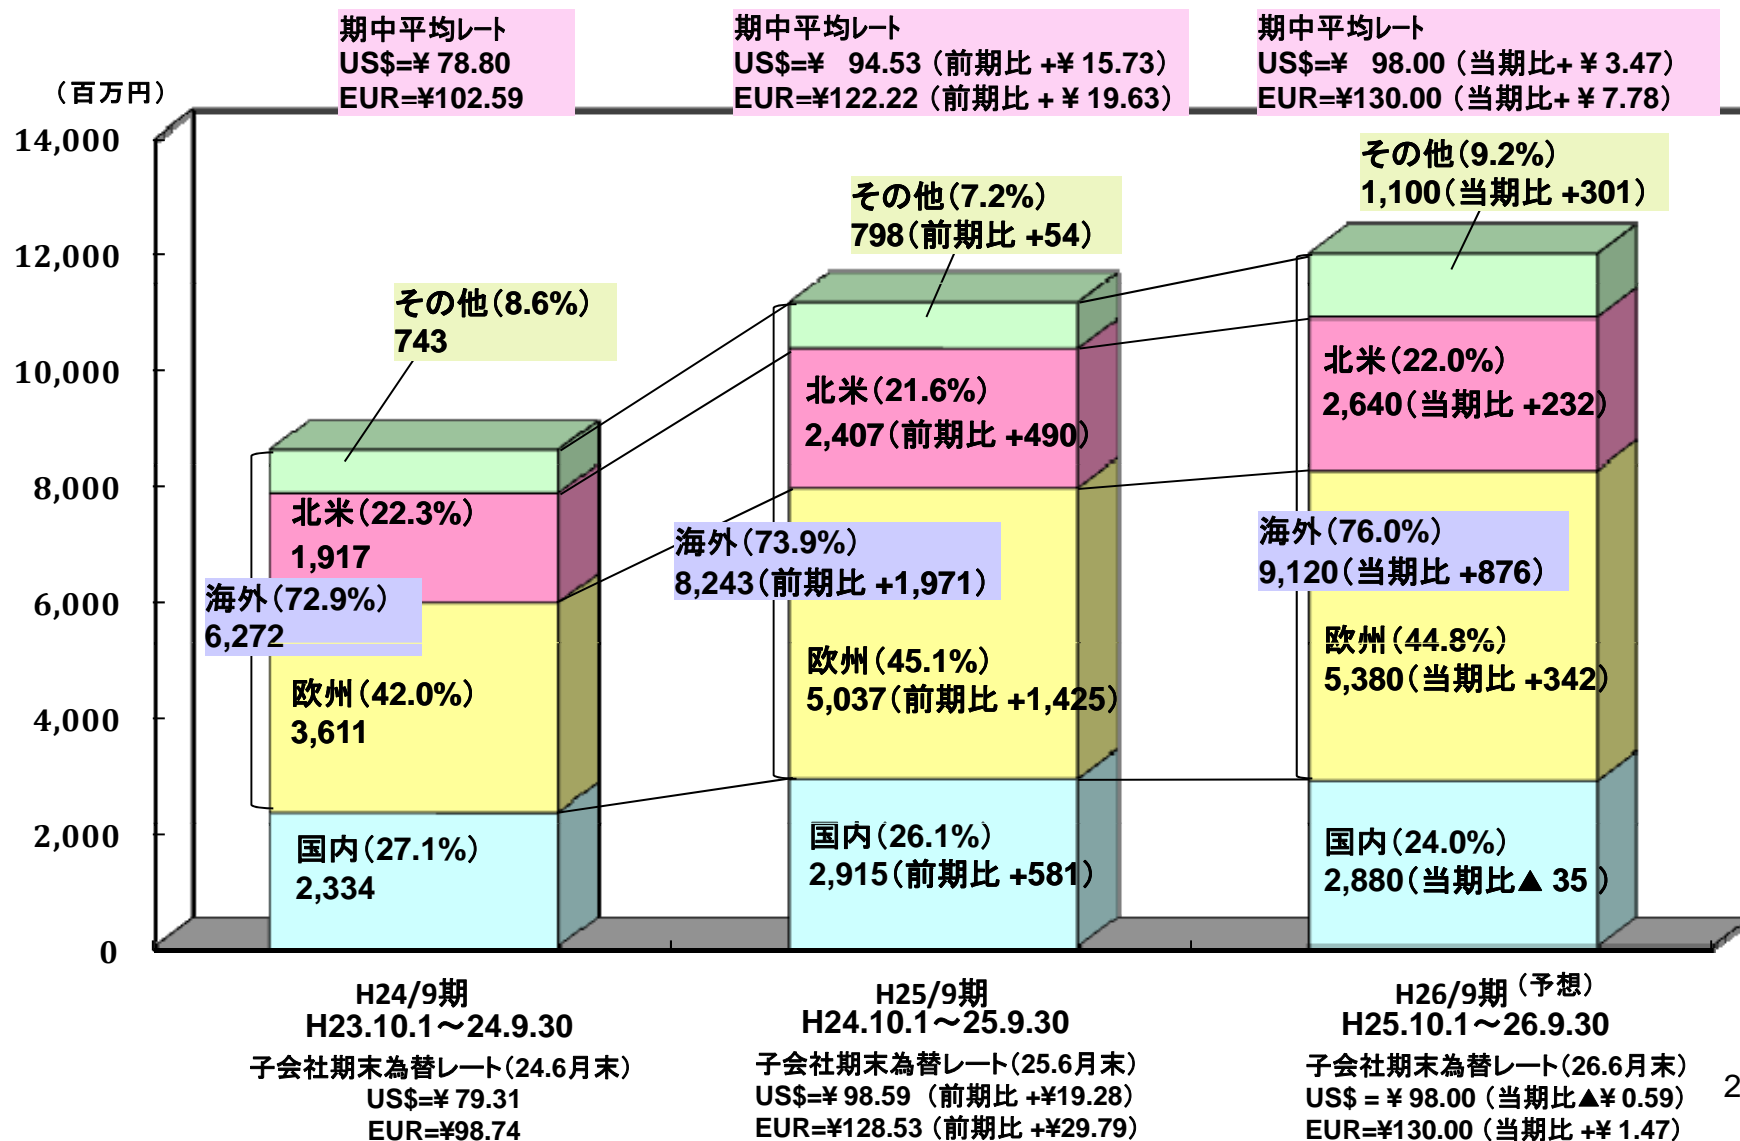 期中平均レート
US$=¥ 78.80
EUR=¥102.59
期中平均レート
US$=¥ 94.53 (前期比 +¥ 15.73)
EUR=¥122.22 (前期比 + ¥ 19.63)
期中平均レート
US$=¥ 98.00 (当期比+ ¥ 3.47)
EUR=¥130.00 (当期比+ ¥ 7.78)
(百万円)
14,000
12,000
10,000
8,000
6,000
4,000
2,000
0
その他(8.6%)
743
北米(22.3%)
1,917
海外(72.9%)
6,272
欧州(42.0%)
3,611
国内(27.1%)
2,334
その他(7.2%)
798(前期比 +54)
北米(21.6%)
2,407(前期比 +490)
海外(73.9%)
8,243(前期比 +1,971)
欧州(45.1%)
5,037(前期比 +1,425)
国内(26.1%)
2,915(前期比 +581)
その他(9.2%)
1,100(当期比 +301)
北米(22.0%)
2,640(当期比 +232)
海外(76.0%)
9,120(当期比 +876)
欧州(44.8%)
5,380(当期比 +342)
国内(24.0%)
2,880(当期比▲ 35 )
H24/9期
H23.10.1~24.9.30
子会社期末為替レート(24.6月末)
US$=¥ 79.31
EUR=¥98.74
H25/9期
H24.10.1~25.9.30
子会社期末為替レート(25.6月末)
US$=¥ 98.59 (前期比 +¥19.28)
EUR=¥128.53 (前期比 +¥29.79)
H26/9期 (予想)
H25.10.1~26.9.30
子会社期末為替レート(26.6月末)
US$ = ¥ 98.00 (当期比▲¥ 0.59)
EUR=¥130.00 (当期比 +¥ 1.47)
2